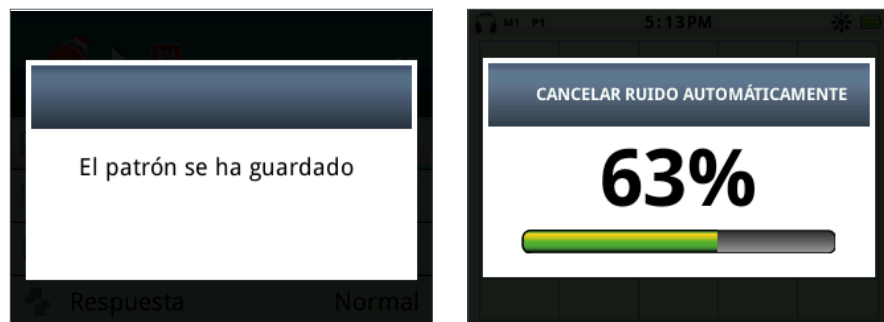 El patrón se ha guardado
Respuesta Normal
M1 P1 5:13PM
CANCELAR RUIDO AUTOMÁTICAMENTE
63%